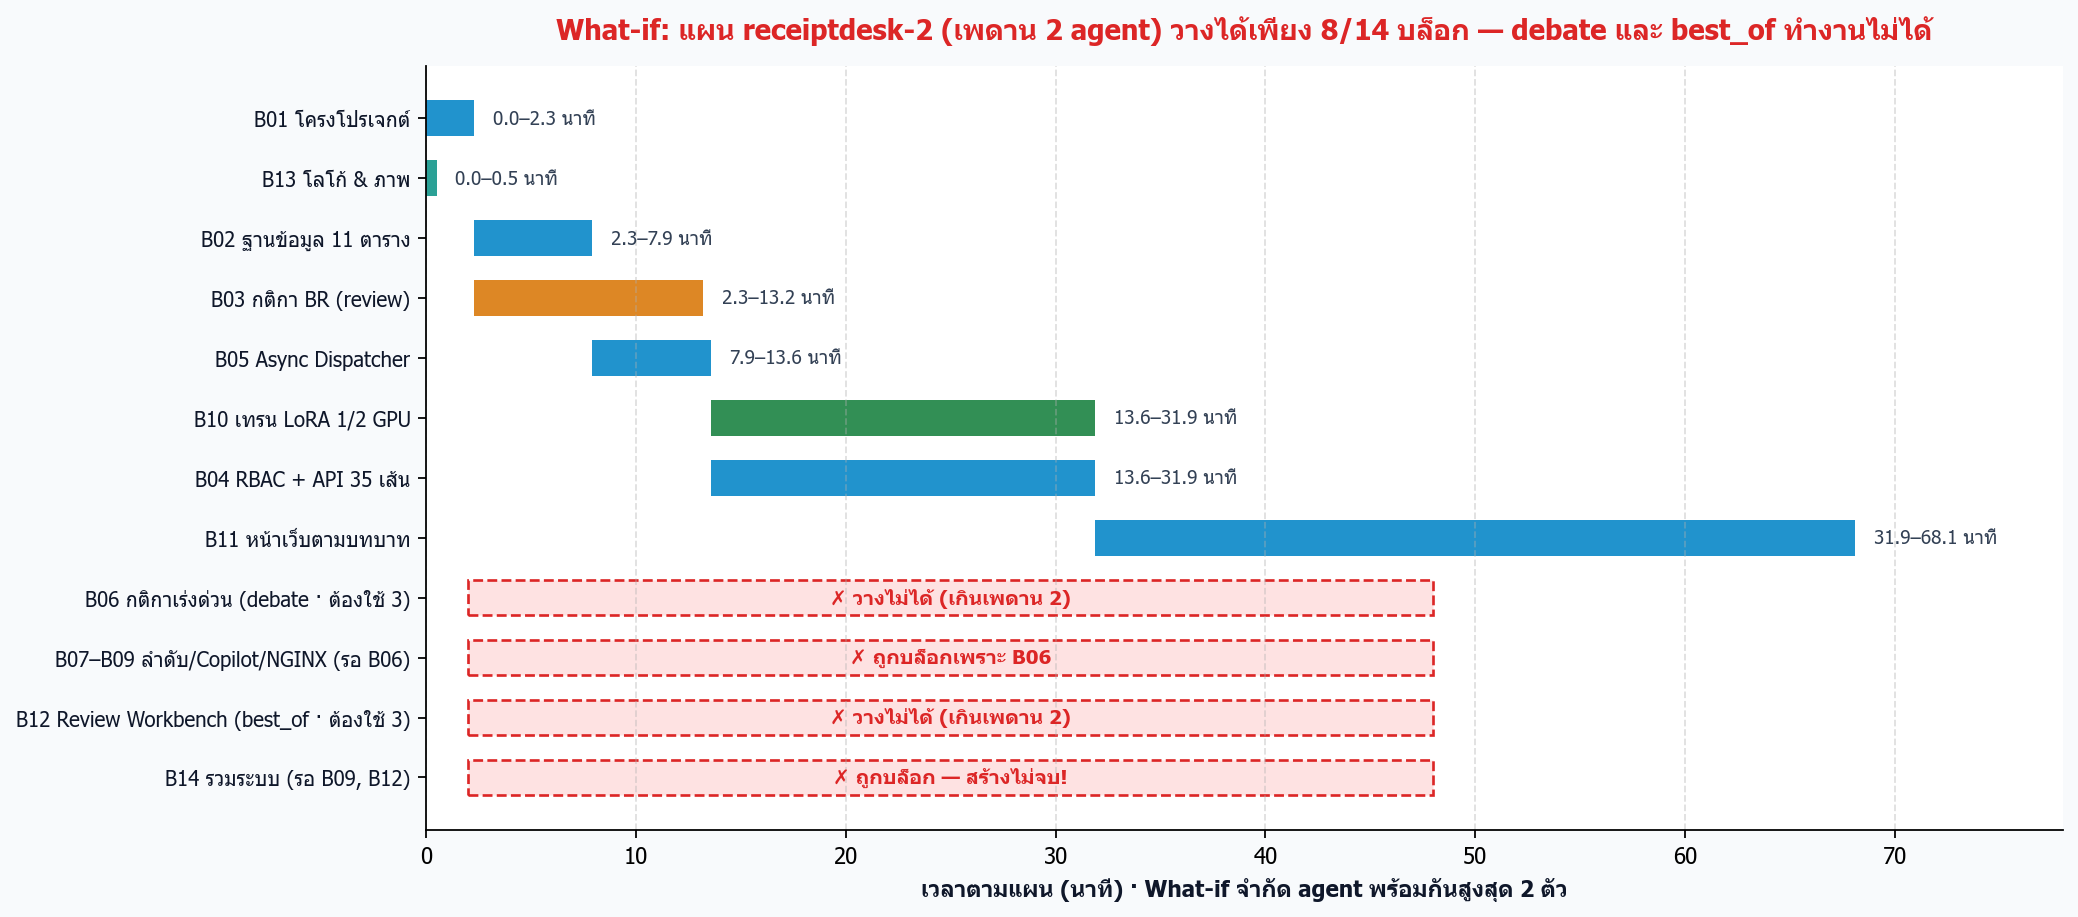 What-if: แผน receiptdesk-2 (เพดาน 2 agent) วางได้เพียง 8/14 บล็อก — debate และ best_of ทำงานไม่ได้
B01 โครงโปรเจกต์ 0.0–2.3 นาที
B13 โลโก้ & ภาพ 0.0–0.5 นาที
B02 ฐานข้อมูล 11 ตาราง 2.3–7.9 นาที
B03 กติกา BR (review) 2.3–13.2 นาที
B05 Async Dispatcher 7.9–13.6 นาที
B10 เทรน LoRA 1/2 GPU 13.6–31.9 นาที
B04 RBAC + API 35 เส้น 13.6–31.9 นาที
B11 หน้าเว็บตามบทบาท 31.9–68.1 นาที
B06 กติกาเร่งด่วน (debate · ต้องใช้ 3) ✗ วางไม่ได้ (เกินเพดาน 2)
B07–B09 ลำดับ/Copilot/NGINX (รอ B06) ✗ ถูกบล็อกเพราะ B06
B12 Review Workbench (best_of · ต้องใช้ 3) ✗ วางไม่ได้ (เกินเพดาน 2)
B14 รวมระบบ (รอ B09, B12) ✗ ถูกบล็อก — สร้างไม่จบ!
0 10 20 30 40 50 60 70
เวลาตามแผน (นาที) · What-if จำกัด agent พร้อมกันสูงสุด 2 ตัว